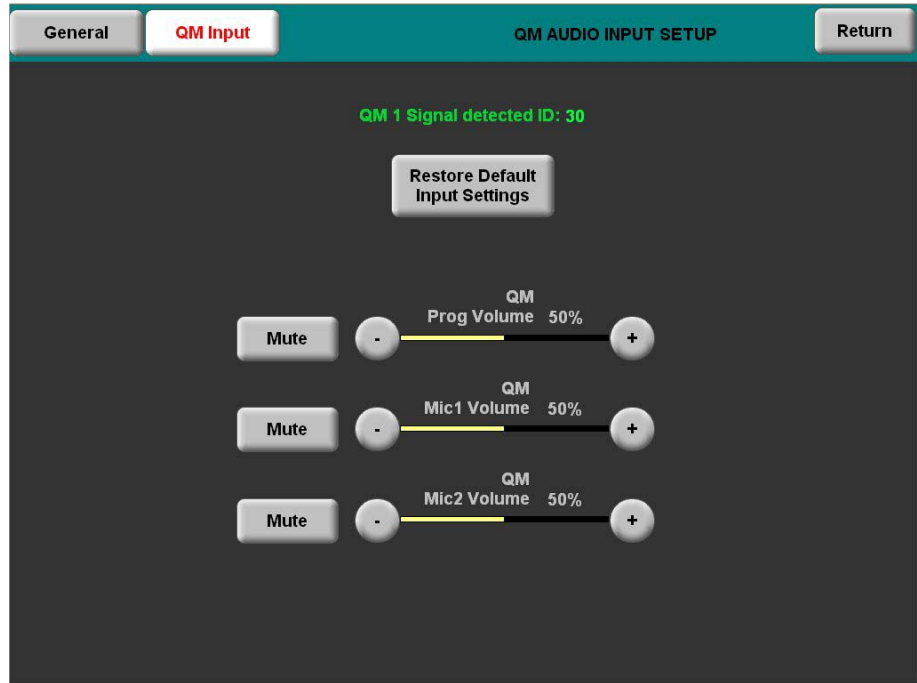 General
QM Input
QM AUDIO INPUT SETUP
Return
QM 1 Signal detected ID: 30
Restore Default
Input Settings
QM
Prog Volume 50%
Mute
-
+
QM
Mic1 Volume 50%
Mute
-
+
QM
Mic2 Volume 50%
Mute
-
+